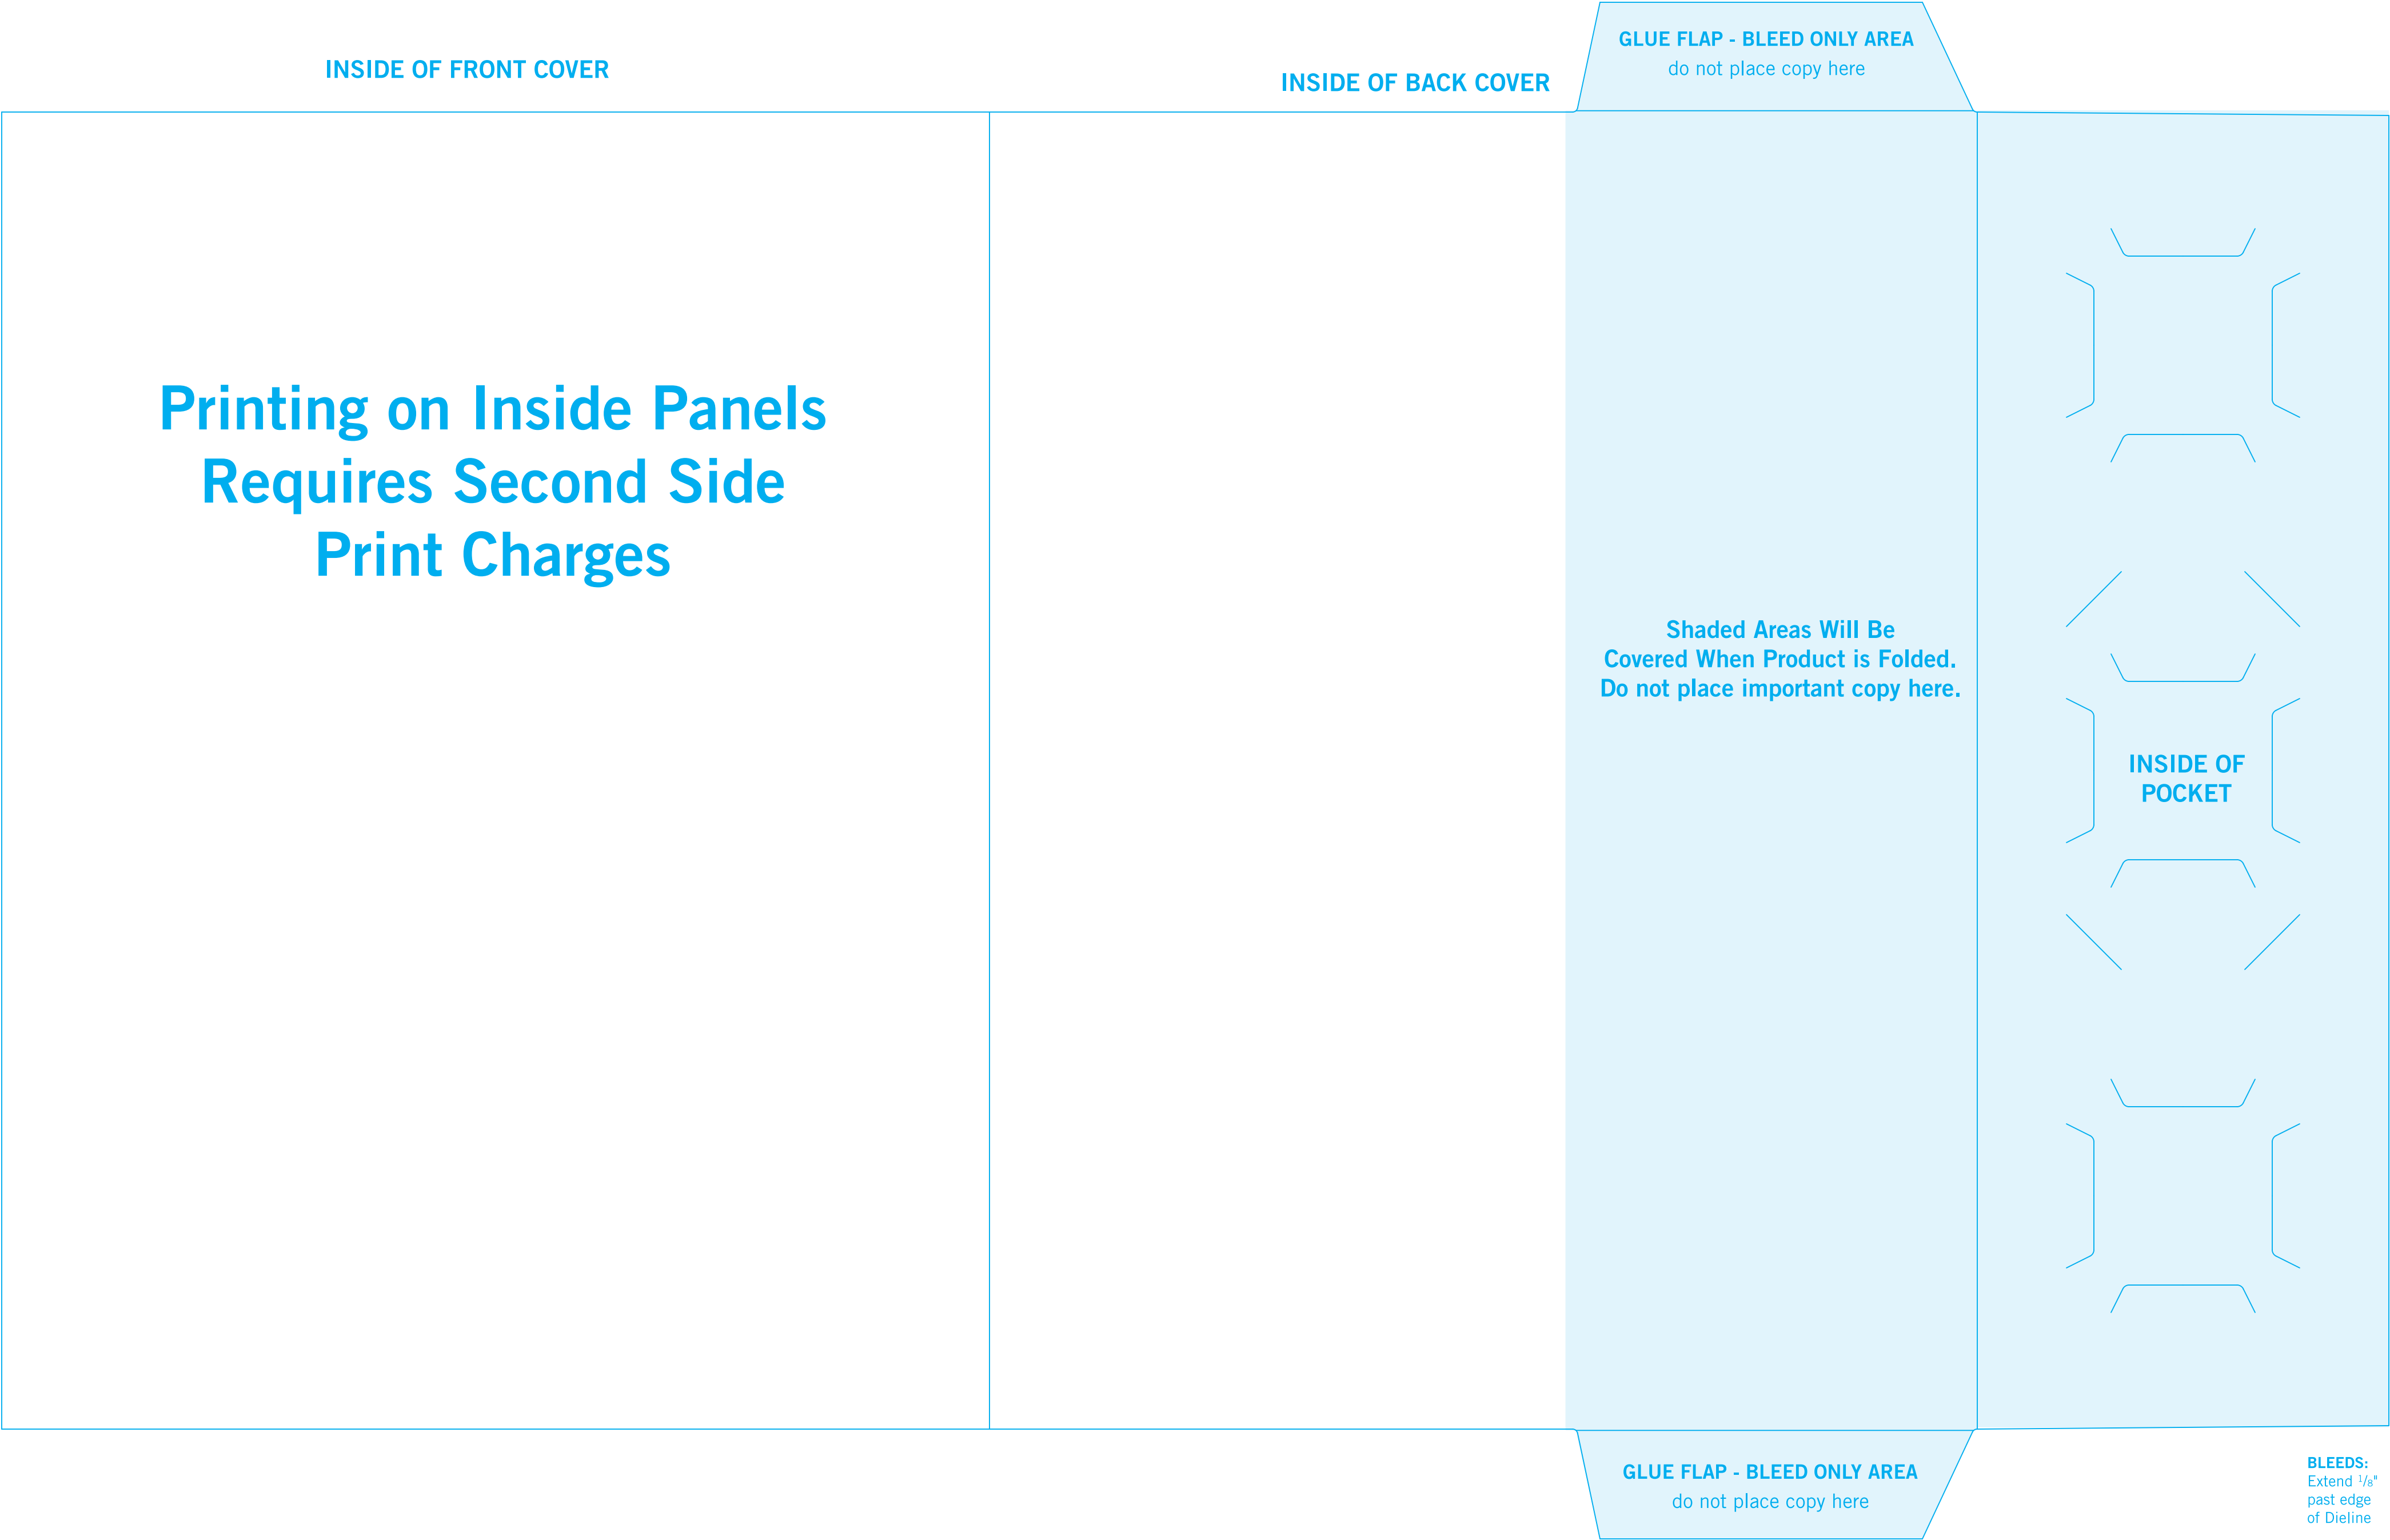 INSIDE OF FRONT COVER
INSIDE OF BACK COVER
GLUE FLAP - BLEED ONLY AREA
do not place copy here
Printing on Inside Panels
Requires Second Side
Print Charges
Shaded Areas Will Be
Covered When Product is Folded.
Do not place important copy here.
INSIDE OF
POCKET
GLUE FLAP - BLEED ONLY AREA
do not place copy here
BLEEDS:
Extend 1/8"
past edge
of Dieline